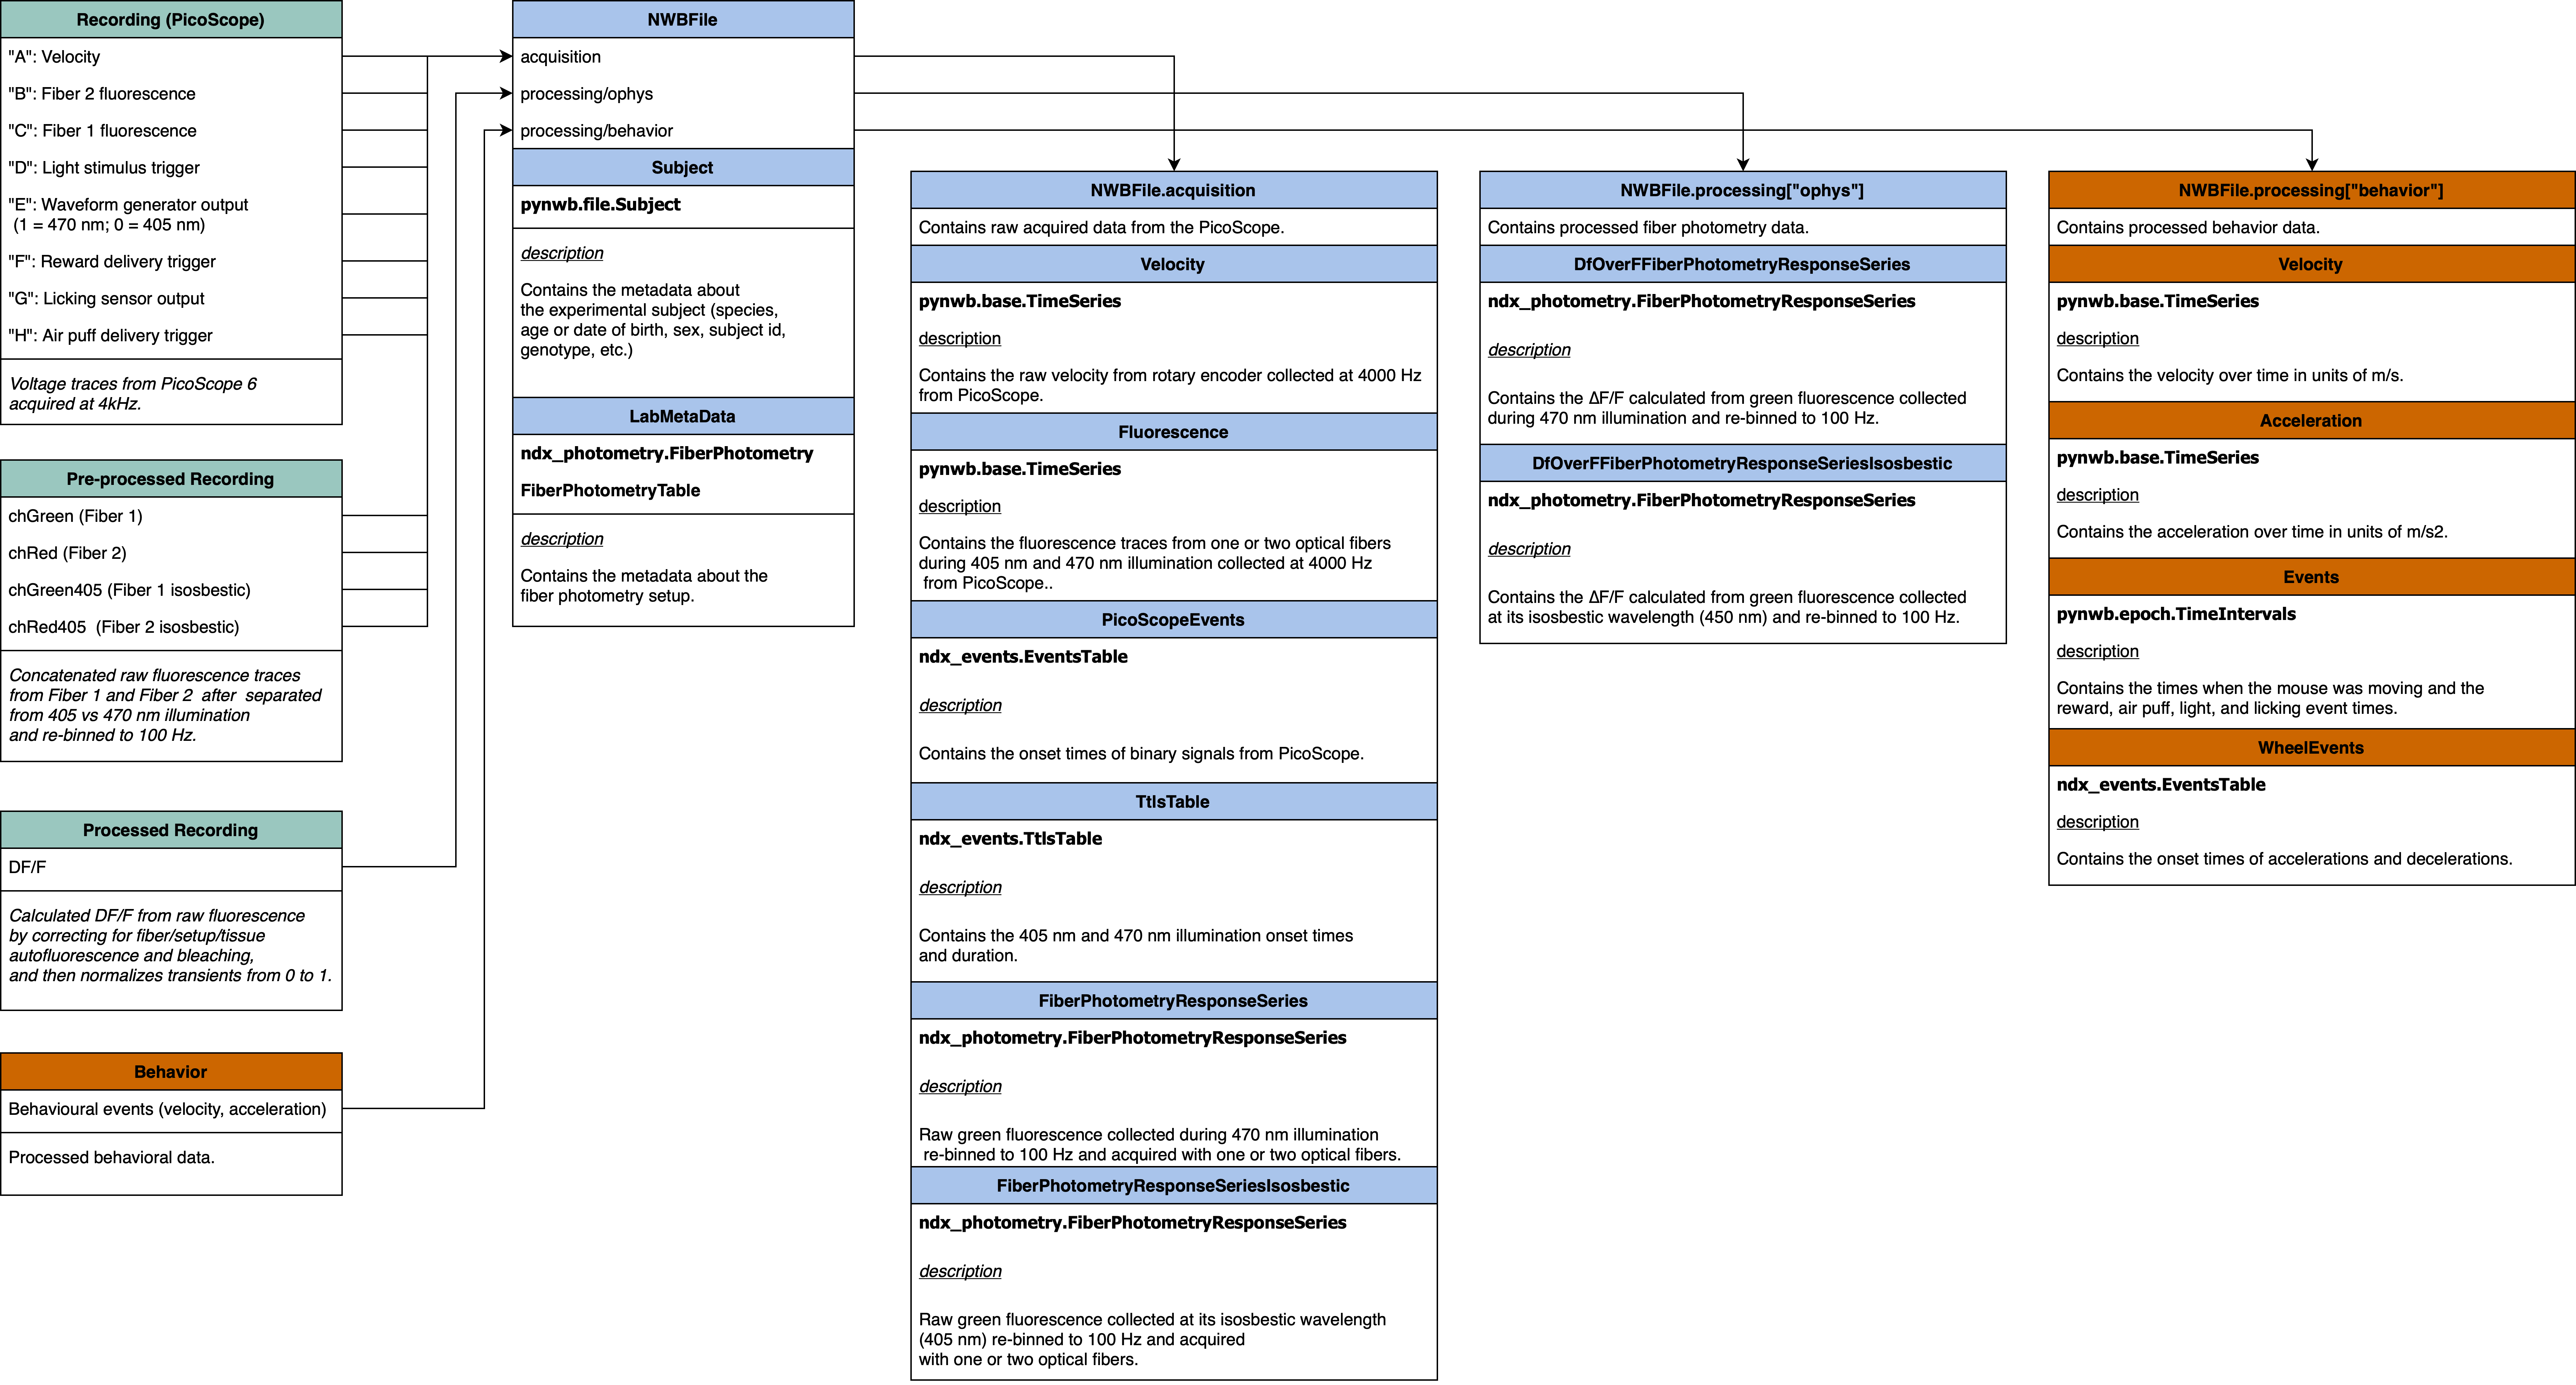 Recording (PicoScope)
"A": Velocity
"B": Fiber 2 fluorescence
"C": Fiber 1 fluorescence
"D": Light stimulus trigger
"E": Waveform generator output
(1 = 470 nm; 0 = 405 nm)
"F": Reward delivery trigger
"G": Licking sensor output
"H": Air puff delivery trigger
Voltage traces from PicoScope 6
acquired at 4kHz.
Pre-processed Recording
chGreen (Fiber 1)
chRed (Fiber 2)
chGreen405 (Fiber 1 isosbestic)
chRed405 (Fiber 2 isosbestic)
Concatenated raw fluorescence traces
from Fiber 1 and Fiber 2 after separated
from 405 vs 470 nm illumination
and re-binned to 100 Hz.
Processed Recording
DF/F
Calculated DF/F from raw fluorescence
by correcting for fiber/setup/tissue
autofluorescence and bleaching,
and then normalizes transients from 0 to 1.
Behavior
Behavioural events (velocity, acceleration)
Processed behavioral data.
NWBFile
acquisition
processing/ophys
processing/behavior
Subject
pynwb.file.Subject
description
Contains the metadata about
the experimental subject (species,
age or date of birth, sex, subject id,
genotype, etc.)
LabMetaData
ndx_photometry.FiberPhotometry
FiberPhotometryTable
description
Contains the metadata about the
fiber photometry setup.
NWBFile.acquisition
Contains raw acquired data from the PicoScope.
Velocity
pynwb.base.TimeSeries
description
Contains the raw velocity from rotary encoder collected at 4000 Hz
from PicoScope.
Fluorescence
pynwb.base.TimeSeries
description
Contains the fluorescence traces from one or two optical fibers
during 405 nm and 470 nm illumination collected at 4000 Hz
from PicoScope..
PicoScopeEvents
ndx_events.EventsTable
description
Contains the onset times of binary signals from PicoScope.
TtlsTable
ndx_events.TtlsTable
description
Contains the 405 nm and 470 nm illumination onset times
and duration.
FiberPhotometryResponseSeries
ndx_photometry.FiberPhotometryResponseSeries
description
Raw green fluorescence collected during 470 nm illumination
re-binned to 100 Hz and acquired with one or two optical fibers.
FiberPhotometryResponseSeriesIsosbestic
ndx_photometry.FiberPhotometryResponseSeries
description
Raw green fluorescence collected at its isosbestic wavelength
(405 nm) re-binned to 100 Hz and acquired
with one or two optical fibers.
NWBFile.processing["ophys"]
Contains processed fiber photometry data.
DfOverFFiberPhotometryResponseSeries
ndx_photometry.FiberPhotometryResponseSeries
description
Contains the ΔF/F calculated from green fluorescence collected
during 470 nm illumination and re-binned to 100 Hz.
DfOverFFiberPhotometryResponseSeriesIsosbestic
ndx_photometry.FiberPhotometryResponseSeries
description
Contains the ΔF/F calculated from green fluorescence collected
at its isosbestic wavelength (450 nm) and re-binned to 100 Hz.
NWBFile.processing["behavior"]
Contains processed behavior data.
Velocity
pynwb.base.TimeSeries
description
Contains the velocity over time in units of m/s.
Acceleration
pynwb.base.TimeSeries
description
Contains the acceleration over time in units of m/s2.
Events
pynwb.epoch.TimeIntervals
description
Contains the times when the mouse was moving and the
reward, air puff, light, and licking event times.
WheelEvents
ndx_events.EventsTable
description
Contains the onset times of accelerations and decelerations.